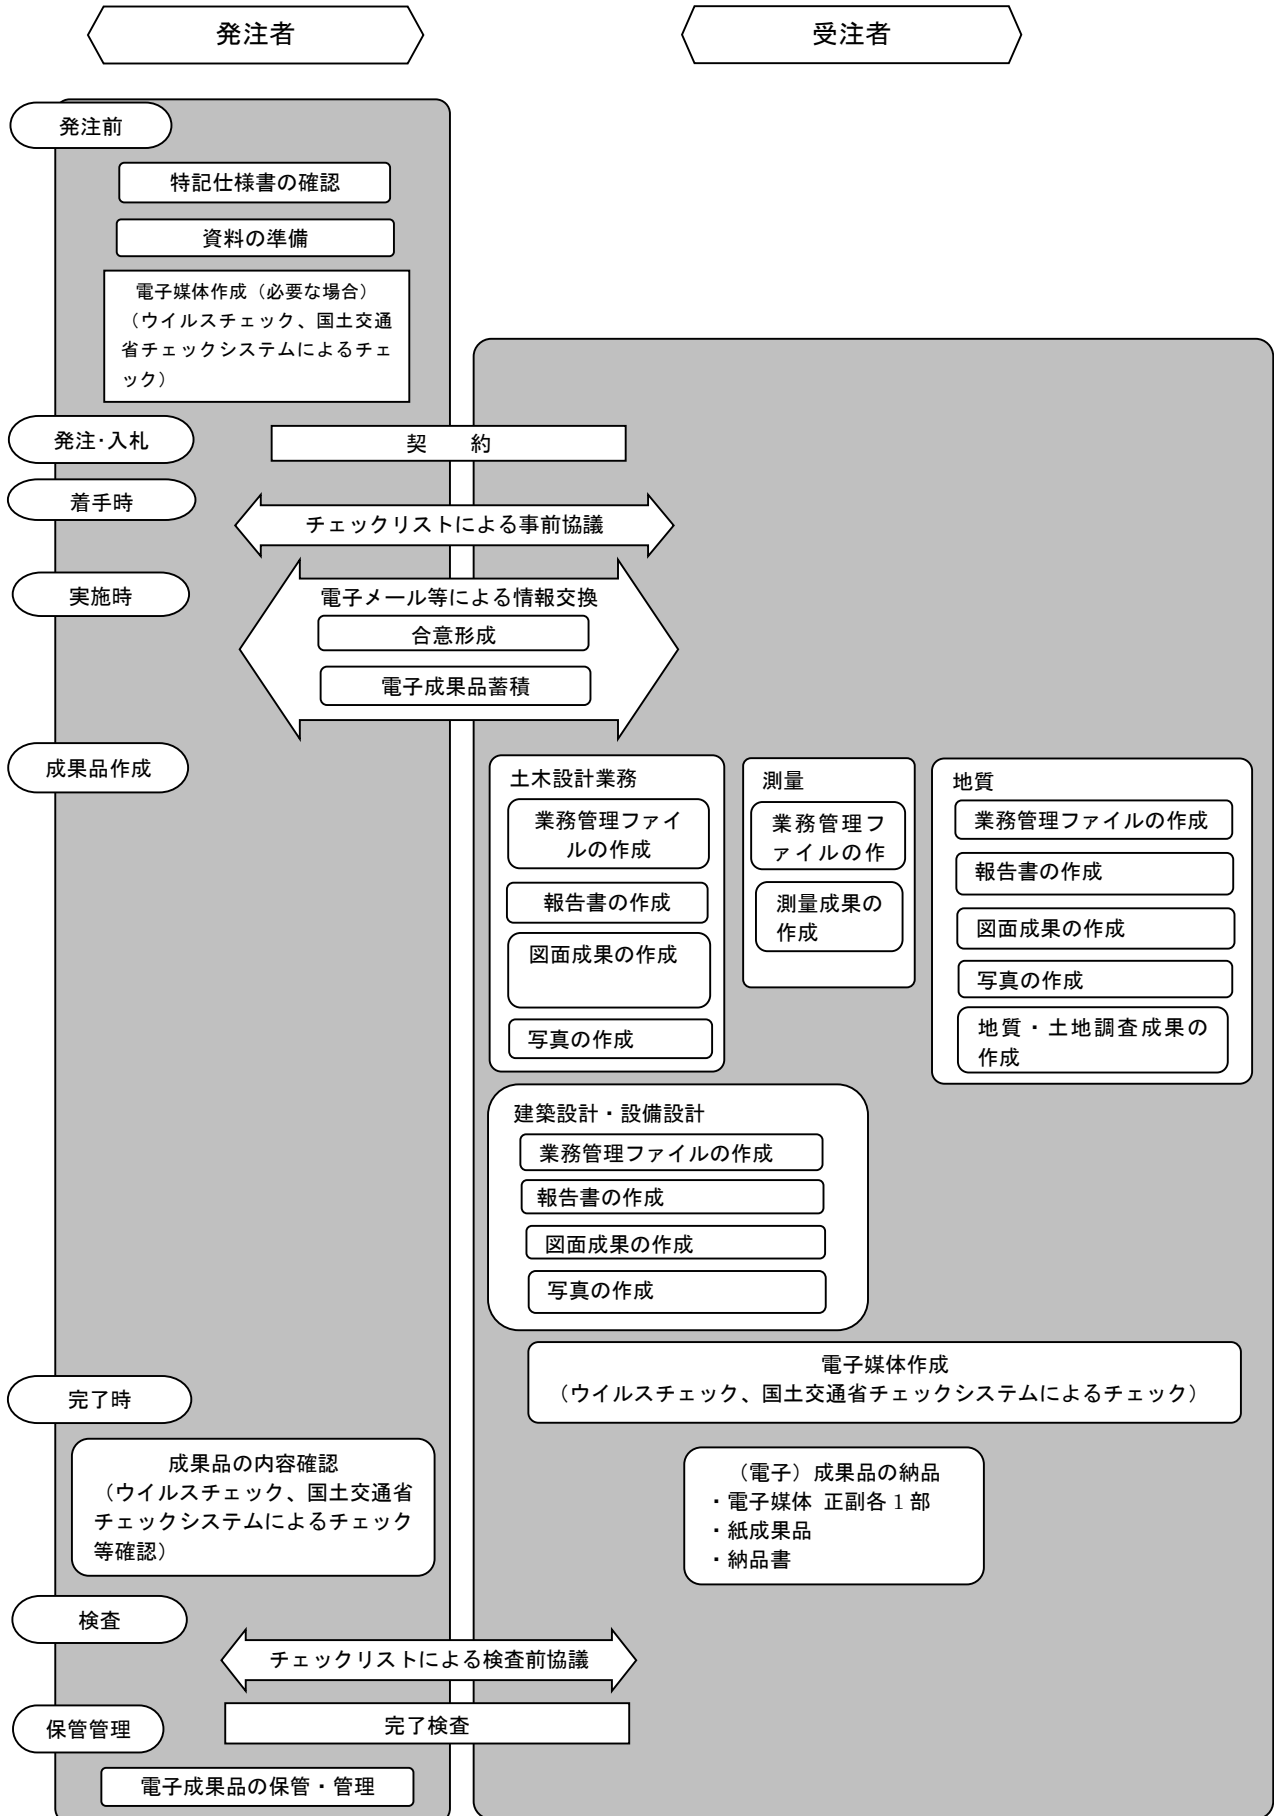 発注者
受注者
発注前
特記仕様書の確認
資料の準備
電子媒体作成（必要な場合）
（ウイルスチェック、国土交通
省チェックシステムによるチェ
ック）
発注･入札
契　約
着手時
チェックリストによる事前協議
実施時
電子メール等による情報交換
合意形成
電子成果品蓄積
成果品作成
土木設計業務
業務管理ファイ
ルの作成
報告書の作成
図面成果の作成
写真の作成
測量
業務管理フ
ァイルの作
測量成果の
作成
地質
業務管理ファイルの作成
報告書の作成
図面成果の作成
写真の作成
地質・土地調査成果の
作成
建築設計・設備設計
業務管理ファイルの作成
報告書の作成
図面成果の作成
写真の作成
電子媒体作成
（ウイルスチェック、国土交通省チェックシステムによるチェック）
完了時
成果品の内容確認
（ウイルスチェック、国土交通省
チェックシステムによるチェック
等確認）
（電子）成果品の納品
・電子媒体 正副各１部
・紙成果品
・納品書
検査
チェックリストによる検査前協議
完了検査
保管管理
電子成果品の保管・管理